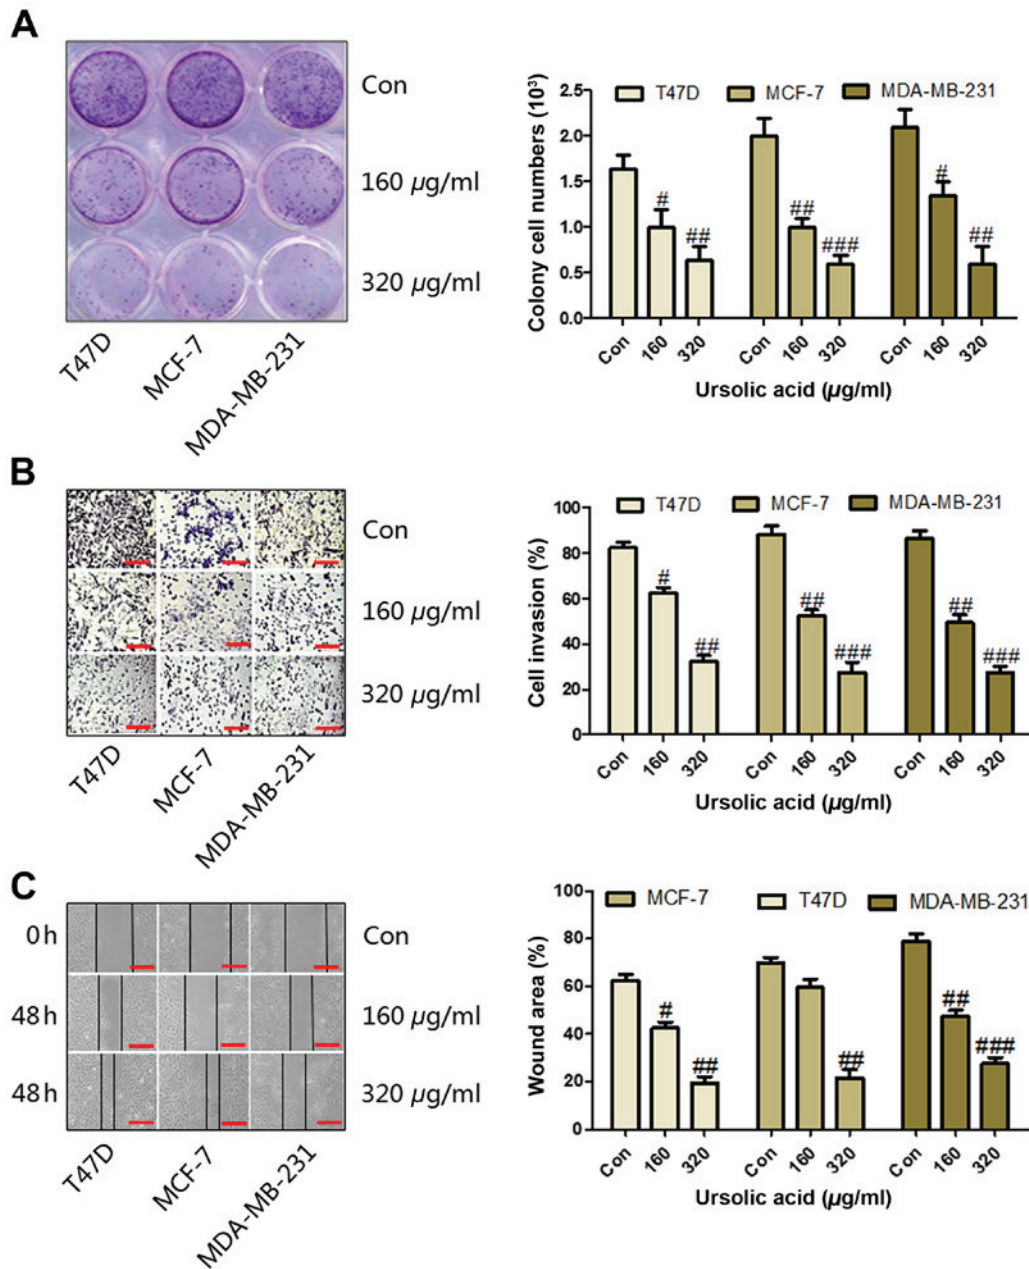 A
Con
160 µg/ml
320 µg/ml
T47D
MCF-7
MDA-MB-231
T47D MCF-7 MDA-MB-231
Colony cell numbers (10³)
2.5
2.0
1.5
1.0
0.5
0.0
# ## ## ### # ##
Con 160 320 Con 160 320 Con 160 320
Ursolic acid (µg/ml)
B
Con
160 µg/ml
320 µg/ml
T47D
MCF-7
MDA-MB-231
T47D MCF-7 MDA-MB-231
Cell invasion (%)
100
80
60
40
20
0
# ## ## ### ## ###
Con 160 320 Con 160 320 Con 160 320
Ursolic acid (µg/ml)
C
0 h Con
48 h 160 µg/ml
48 h 320 µg/ml
T47D
MCF-7
MDA-MB-231
MCF-7 T47D MDA-MB-231
Wound area (%)
100
80
60
40
20
0
# ## ## ## ###
Con 160 320 Con 160 320 Con 160 320
Ursolic acid (µg/ml)